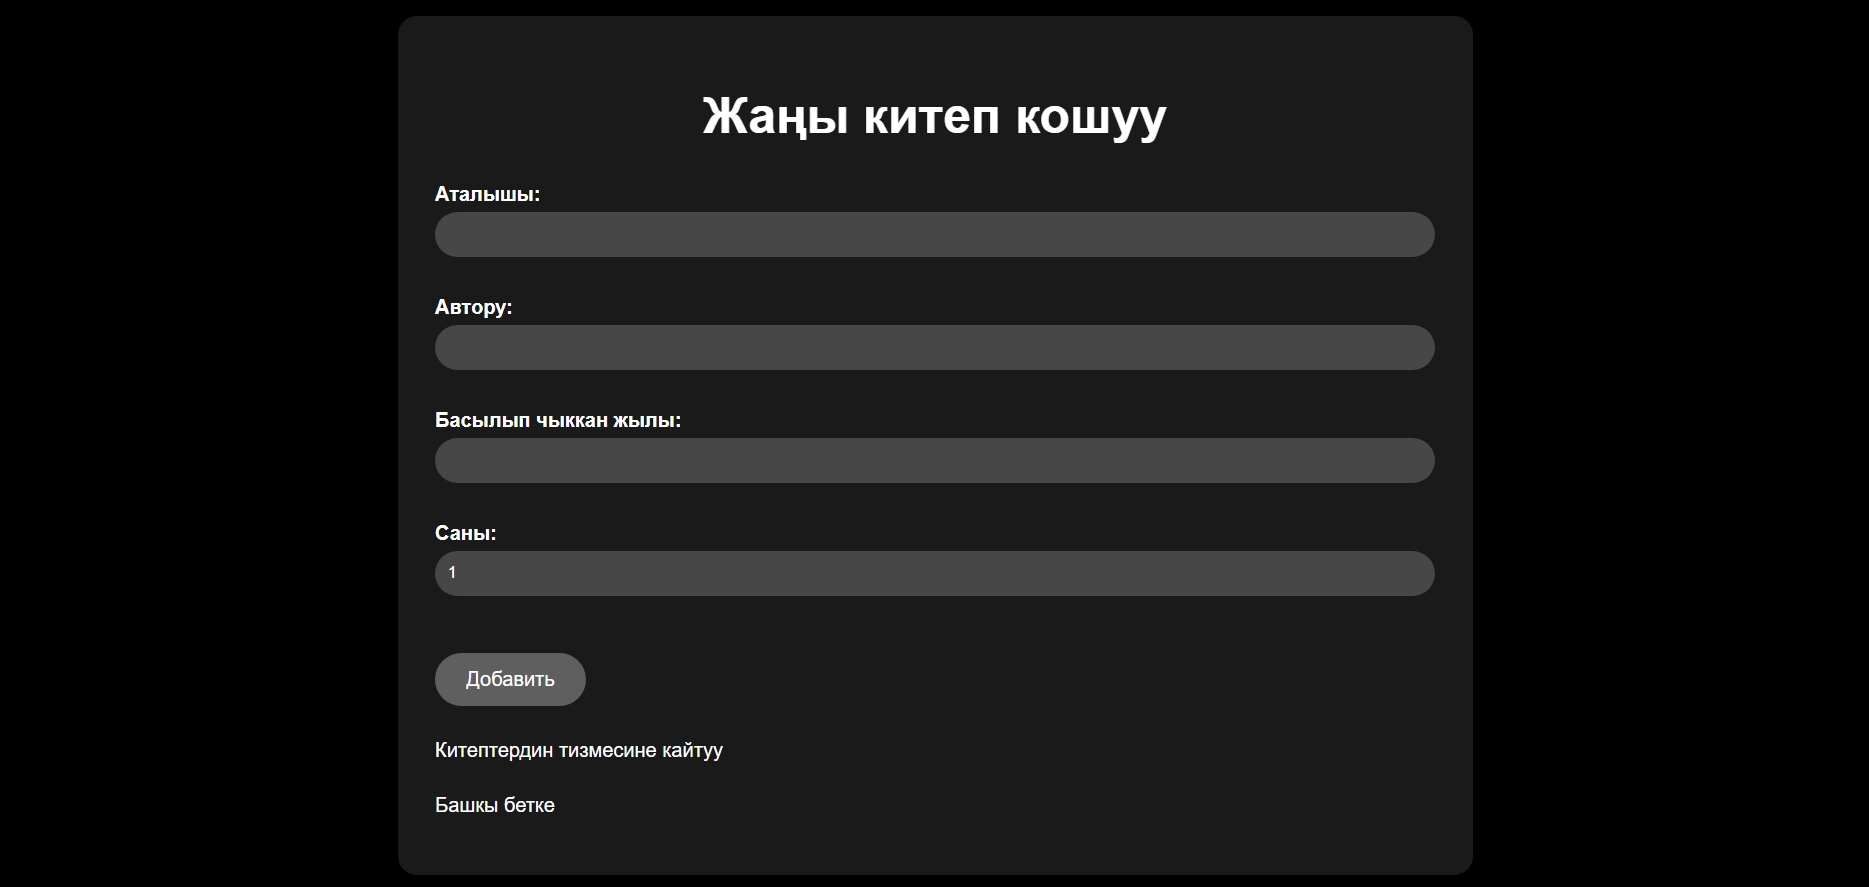 Жаңы китеп кошуу
Аталышы:
Автору:
Басылып чыккан жылы:
Саны:
1
Добавить
Китептердин тизмесине кайтуу
Башкы бетке